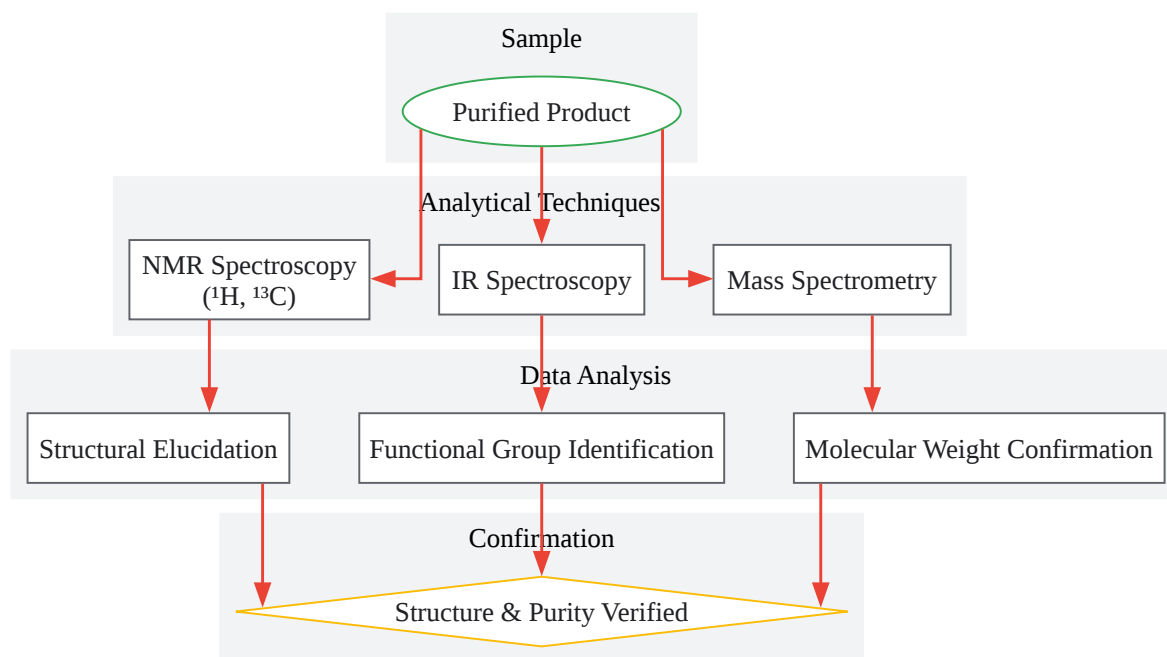 Sample
Purified Product
Analytical Techniques
NMR Spectroscopy
(¹H, ¹³C)
IR Spectroscopy
Mass Spectrometry
Data Analysis
Structural Elucidation
Functional Group Identification
Molecular Weight Confirmation
Confirmation
Structure & Purity Verified